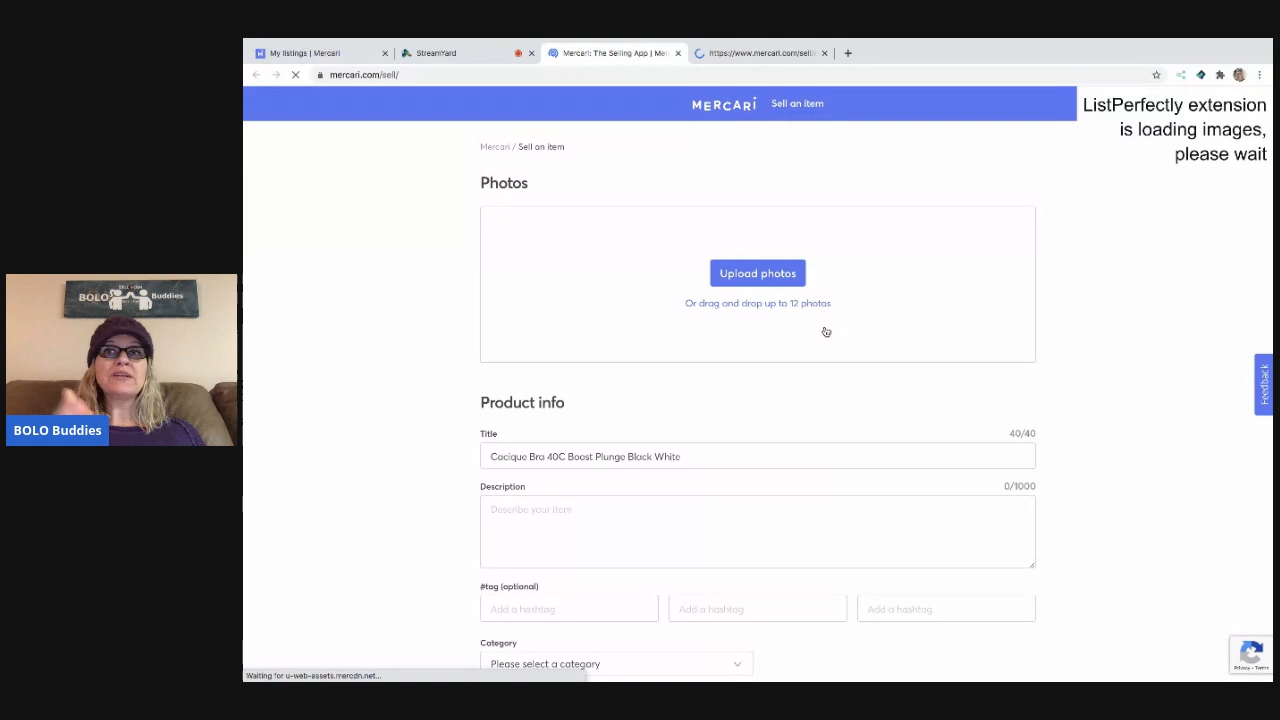 My listings | Mercari
StreamYard
Mercari: The Selling App | Mer
https://www.mercari.com/sell/
mercari.com/sell/
MERCARI
Sell an item
ListPerfectly extension
is loading images,
please wait
Mercari / Sell an item
Photos
Upload photos
Or drag and drop up to 12 photos
SELL YOUR
BOLO Buddies
BOLO Buddies
Feedback
Product info
Title
40/40
Cacique Bra 40C Boost Plunge Black White
Description
0/1000
Describe your item
#tag (optional)
Add a hashtag
Add a hashtag
Add a hashtag
Category
Please select a category
Privacy - Terms
Waiting for u-web-assets.mercdn.net...